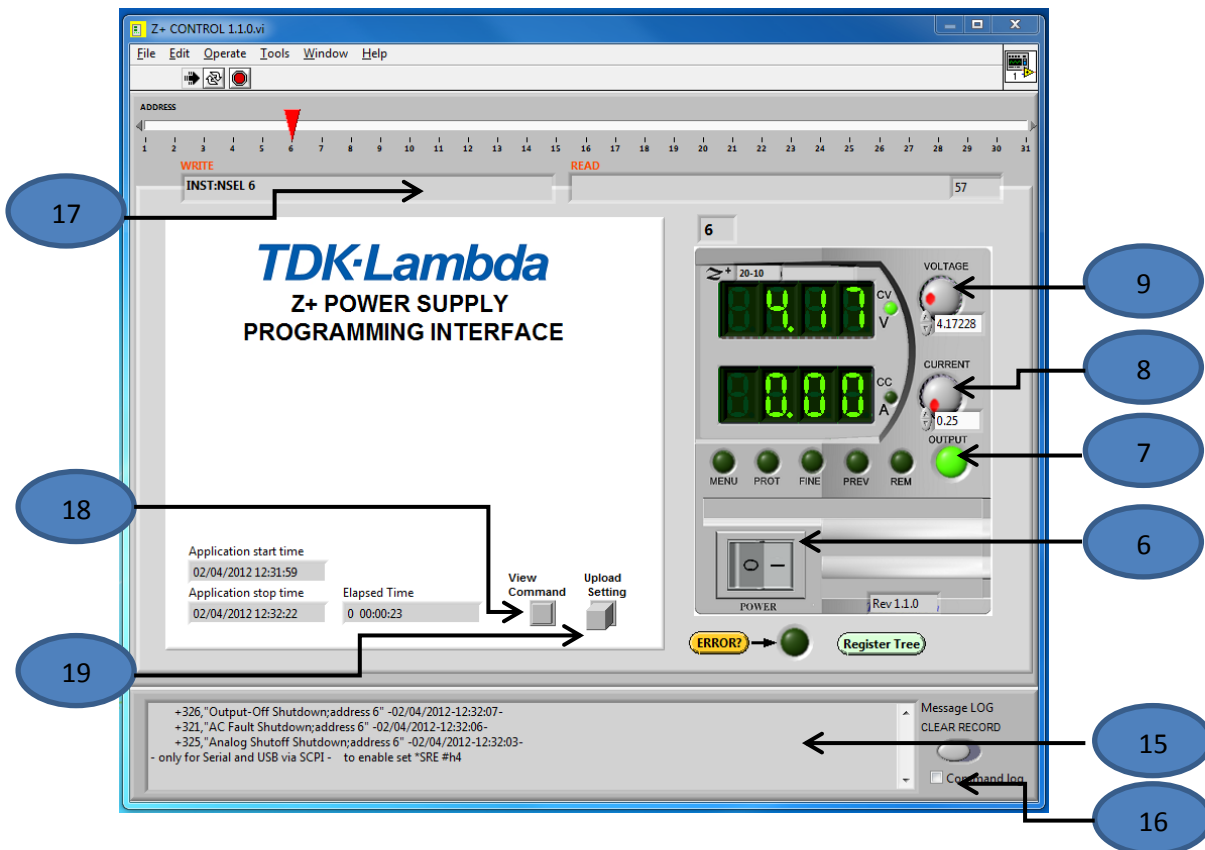 Z+ CONTROL 1.1.0.vi
File Edit Operate Tools Window Help
1
ADDRESS
1 2 3 4 5 6 7 8 9 10 11 12 13 14 15 16 17 18 19 20 21 22 23 24 25 26 27 28 29 30 31
WRITE READ
INST:NSEL 6 57
17
TDK·Lambda
Z+ POWER SUPPLY
PROGRAMMING INTERFACE
6
Z+ 20-10
4.17
CV
V
VOLTAGE
4.17228
9
0.00
CC
A
CURRENT
0.25
8
OUTPUT
7
MENU PROT FINE PREV REM
18
6
POWER
Rev 1.1.0
Application start time
02/04/2012 12:31:59
Application stop time
02/04/2012 12:32:22
Elapsed Time
0 00:00:23
View
Command
Upload
Setting
ERROR?
Register Tree
19
+326,"Output-Off Shutdown;address 6" -02/04/2012-12:32:07-
+321,"AC Fault Shutdown;address 6" -02/04/2012-12:32:06-
+325,"Analog Shutoff Shutdown;address 6" -02/04/2012-12:32:03-
- only for Serial and USB via SCPI - to enable set *SRE #h4
Message LOG
CLEAR RECORD
Command log
15
16